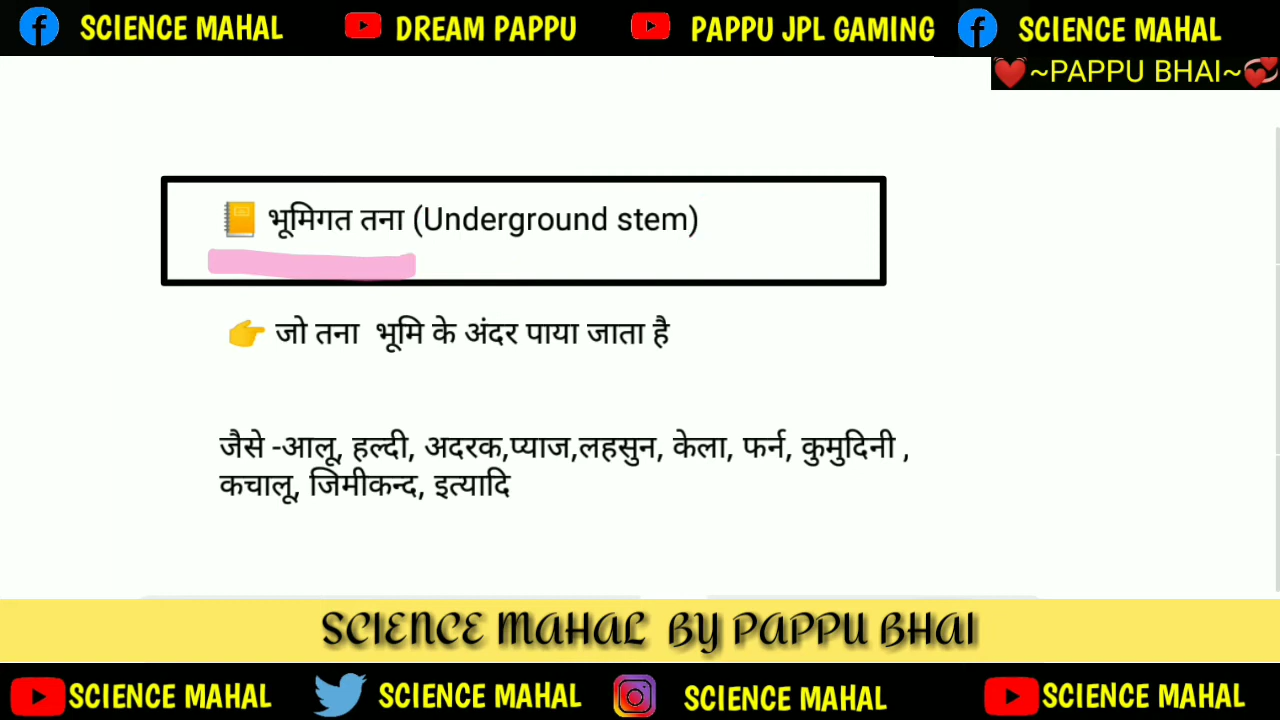 SCIENCE MAHAL DREAM PAPPU PAPPU JPL GAMING SCIENCE MAHAL
❤️~PAPPU BHAI~💞
📒 भूमिगत तना (Underground stem)
👉 जो तना भूमि के अंदर पाया जाता है
जैसे -आलू, हल्दी, अदरक,प्याज,लहसुन, केला, फर्न, कुमुदिनी ,
कचालू, जिमीकन्द, इत्यादि
SCIENCE MAHAL BY PAPPU BHAI
SCIENCE MAHAL SCIENCE MAHAL SCIENCE MAHAL SCIENCE MAHAL